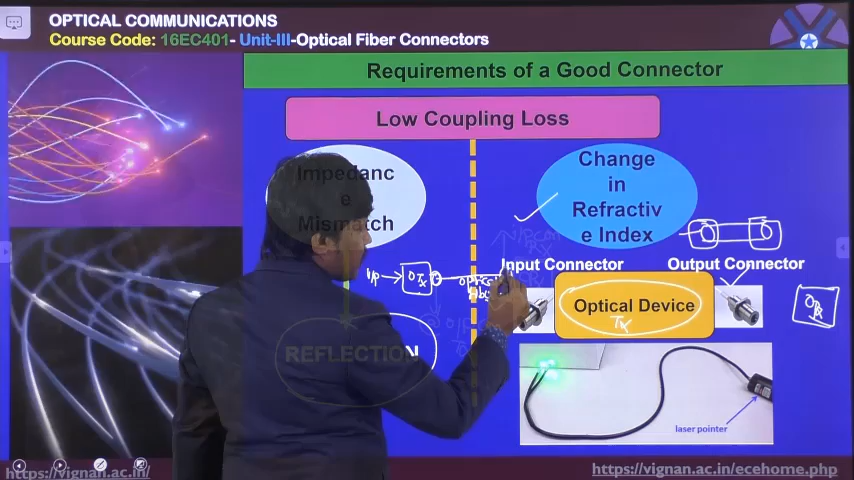 OPTICAL COMMUNICATIONS
Course Code: 16EC401- Unit-III-Optical Fiber Connectors
Requirements of a Good Connector
Low Coupling Loss
Impedanc
e
Mismatch
Change
in
Refractiv
e Index
Input Connector
Output Connector
I/P
OTx
Optical Device
Tx
REFLECTION
laser pointer
https://vignan.ac.in/
https://vignan.ac.in/ecehome.php